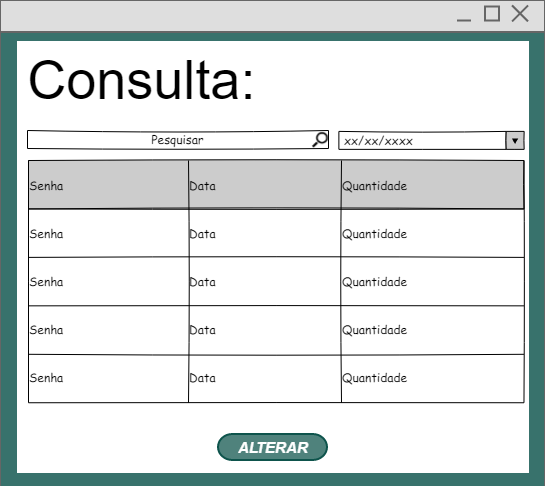 Consulta:
Pesquisar xx/xx/xxxx
Senha Data Quantidade
Senha Data Quantidade
Senha Data Quantidade
Senha Data Quantidade
Senha Data Quantidade
ALTERAR